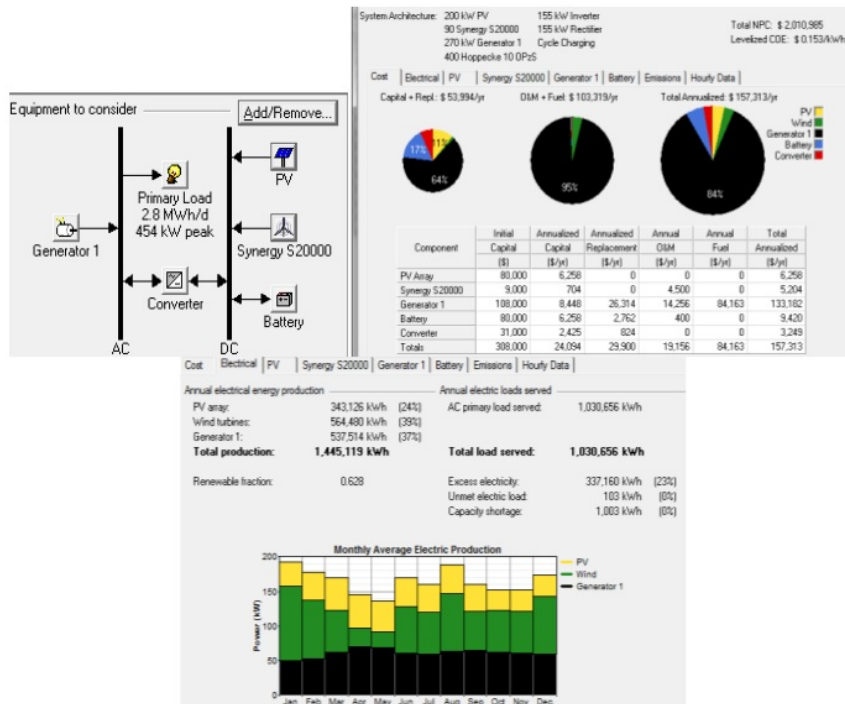 Equipment to consider
Add/Remove...
Primary Load
2.8 MWh/d
454 kW peak
PV
Generator 1
Synergy S20000
Converter
Battery
AC
DC
System Architecture: 200 kW PV 155 kW Inverter
90 Synergy S20000 155 kW Rectifier
270 kW Generator 1 Cycle Charging
400 Hoppecke 10 OPzS
Total NPC: $ 2,010,985
Levelized COE: $ 0.153/kWh
Cost Electrical PV Synergy S20000 Generator 1 Battery Emissions Hourly Data
Capital + Repl.: $ 53,994/yr O&M + Fuel: $ 103,319/yr Total Annualized: $ 157,313/yr
PV
Wind
Generator 1
Battery
Converter
17% 11%
64%
95%
84%
Component Initial Capital ($) Annualized Capital ($/yr) Annualized Replacement ($/yr) Annual O&M ($/yr) Annual Fuel ($/yr) Total Annualized ($/yr)
PV Array 80,000 6,258 0 0 0 6,258
Synergy S20000 9,000 704 0 4,500 0 5,204
Generator 1 108,000 8,448 26,314 14,256 84,163 133,182
Battery 80,000 6,258 2,762 400 0 9,420
Converter 31,000 2,425 824 0 0 3,249
Totals 308,000 24,094 29,900 19,156 84,163 157,313
Cost Electrical PV Synergy S20000 Generator 1 Battery Emissions Hourly Data
Annual electrical energy production
PV array: 343,126 kWh (24%)
Wind turbines: 564,480 kWh (39%)
Generator 1: 537,514 kWh (37%)
Total production: 1,445,119 kWh
Renewable fraction: 0.628
Annual electric loads served
AC primary load served: 1,030,656 kWh
Total load served: 1,030,656 kWh
Excess electricity: 337,160 kWh (23%)
Unmet electric load: 103 kWh (0%)
Capacity shortage: 1,003 kWh (0%)
Monthly Average Electric Production
Power (kW)
200
150
100
50
0
Jan Feb Mar Apr May Jun Jul Aug Sep Oct Nov Dec
PV
Wind
Generator 1